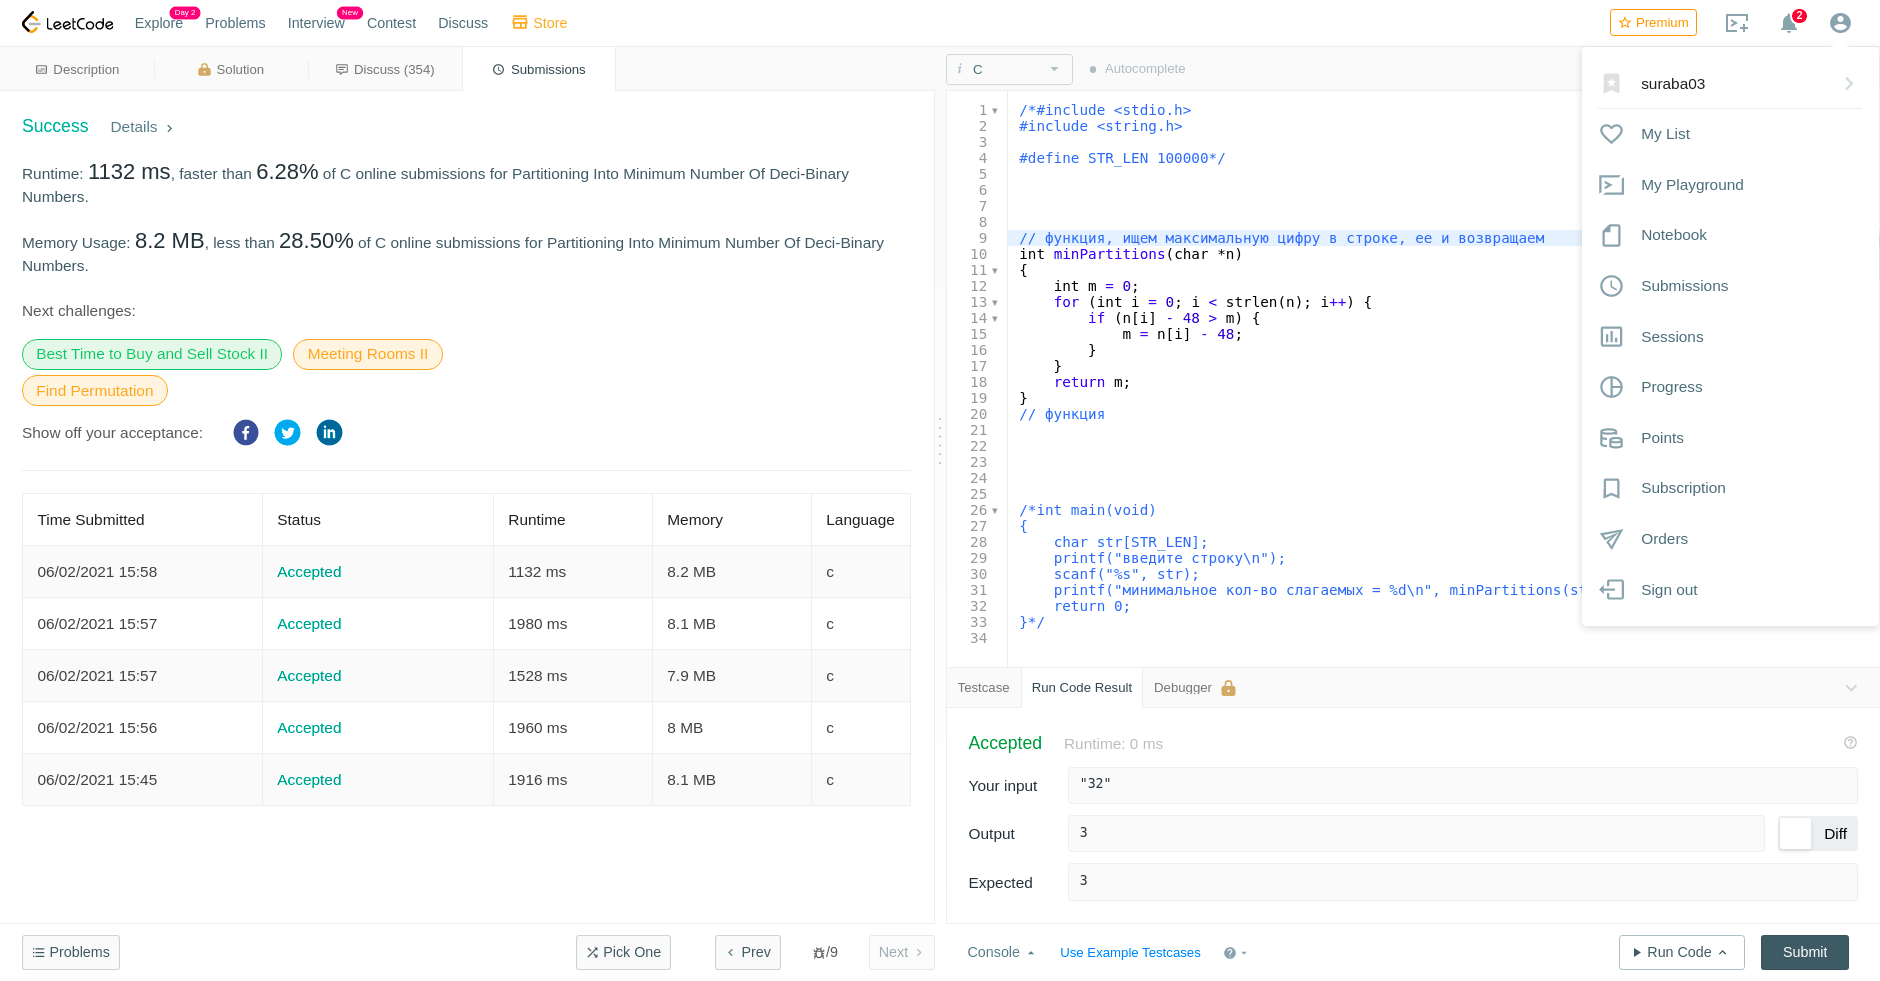 LeetCode
Explore Day 2 Problems Interview New Contest Discuss Store
Premium 2
Description Solution Discuss (354) Submissions
i C Autocomplete
Success Details
Runtime: 1132 ms, faster than 6.28% of C online submissions for Partitioning Into Minimum Number Of Deci-Binary
Numbers.
Memory Usage: 8.2 MB, less than 28.50% of C online submissions for Partitioning Into Minimum Number Of Deci-Binary
Numbers.
Next challenges:
Best Time to Buy and Sell Stock II Meeting Rooms II
Find Permutation
Show off your acceptance:
Time Submitted Status Runtime Memory Language
06/02/2021 15:58 Accepted 1132 ms 8.2 MB c
06/02/2021 15:57 Accepted 1980 ms 8.1 MB c
06/02/2021 15:57 Accepted 1528 ms 7.9 MB c
06/02/2021 15:56 Accepted 1960 ms 8 MB c
06/02/2021 15:45 Accepted 1916 ms 8.1 MB c
1 /*#include <stdio.h>
2 #include <string.h>
3
4 #define STR_LEN 100000*/
5
6
7
8
9 // функция, ищем максимальную цифру в строке, ее и возвращаем
10 int minPartitions(char *n)
11 {
12 int m = 0;
13 for (int i = 0; i < strlen(n); i++) {
14 if (n[i] - 48 > m) {
15 m = n[i] - 48;
16 }
17 }
18 return m;
19 }
20 // функция
21
22
23
24
25
26 /*int main(void)
27 {
28 char str[STR_LEN];
29 printf("введите строку\n");
30 scanf("%s", str);
31 printf("минимальное кол-во слагаемых = %d\n", minPartitions(st
32 return 0;
33 }*/
34
suraba03
My List
My Playground
Notebook
Submissions
Sessions
Progress
Points
Subscription
Orders
Sign out
Testcase Run Code Result Debugger
Accepted Runtime: 0 ms
Your input "32"
Output 3 Diff
Expected 3
Problems Pick One Prev /9 Next Console Use Example Testcases Run Code Submit